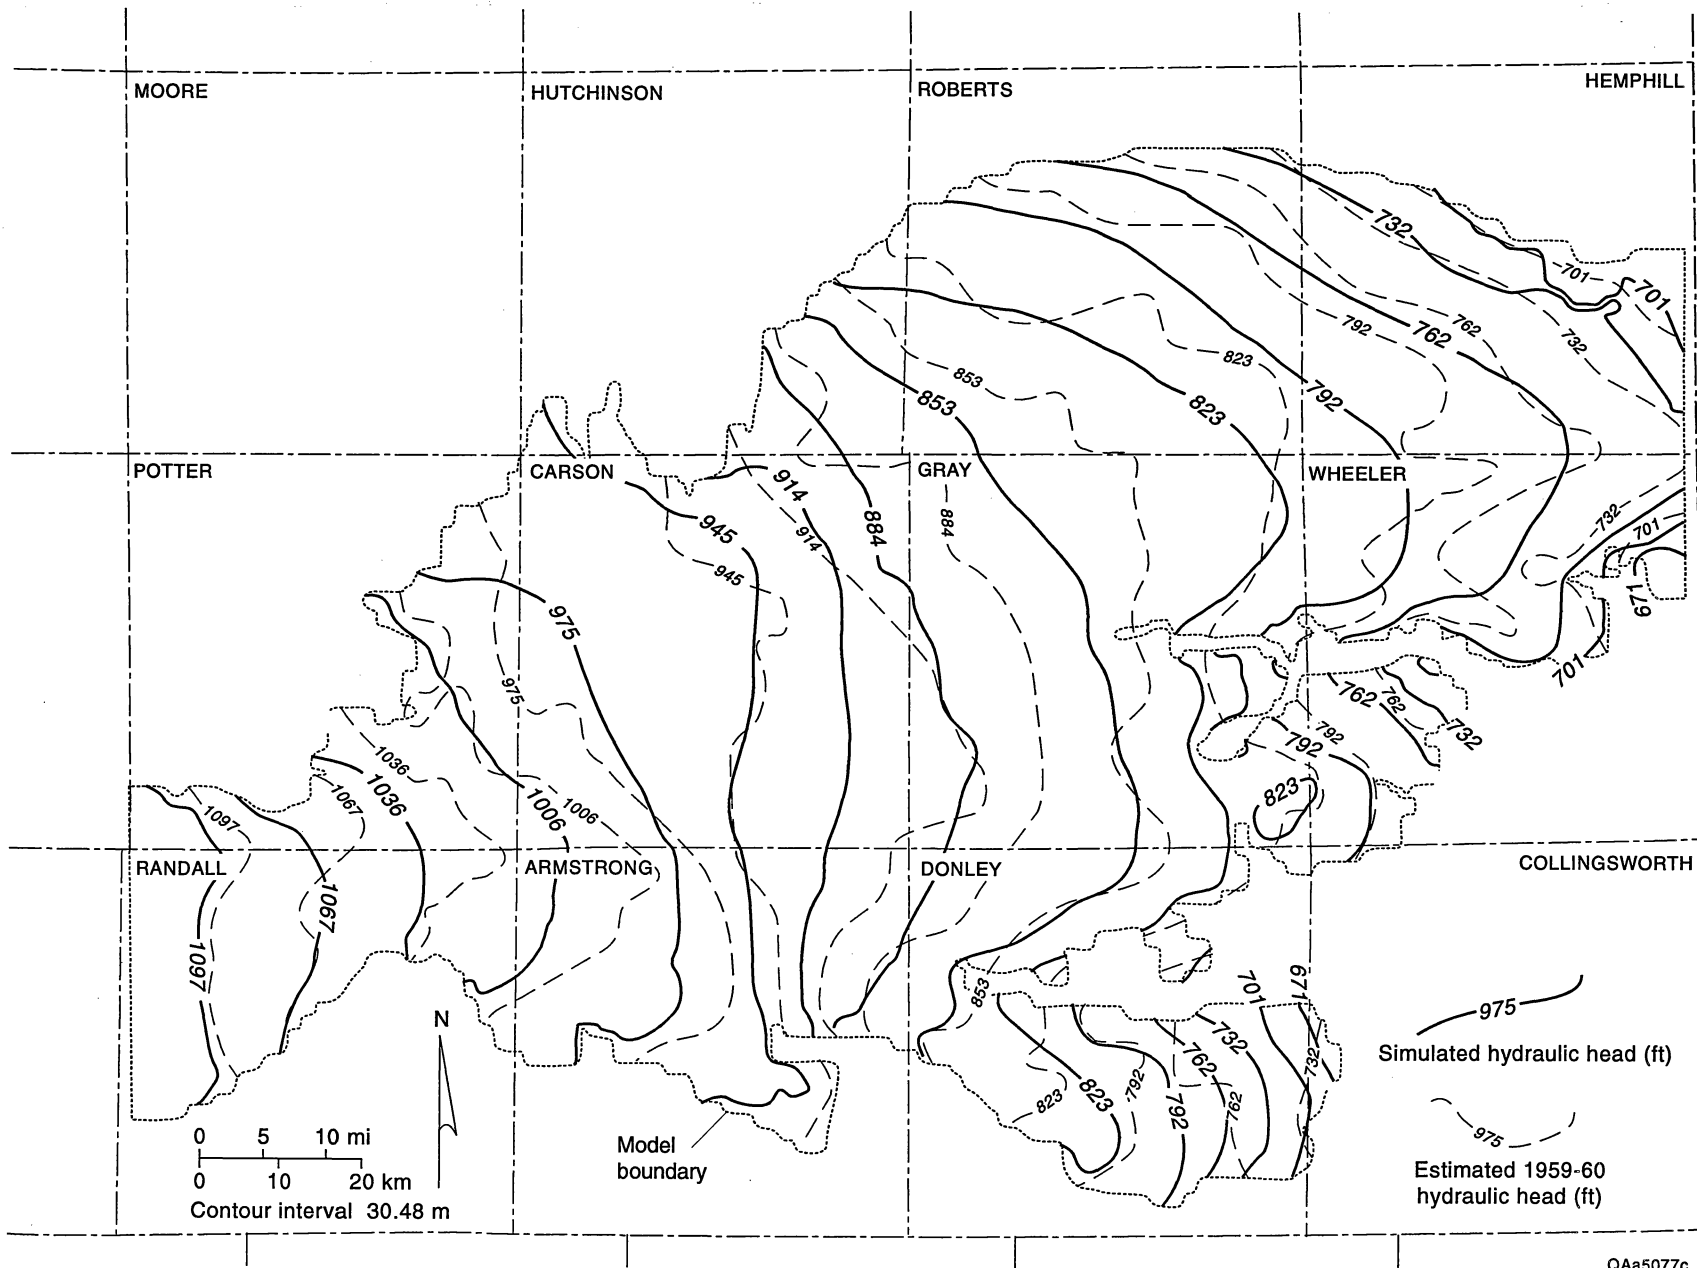 MOORE
HUTCHINSON
ROBERTS
HEMPHILL
732
701
701
762
762
732
792
823
853
853
823
792
POTTER
CARSON
GRAY
WHEELER
914
884
884
945
914
945
732
701
671
975
975
701
762
762
732
792
792
823
1036
1036
1067
1006
1006
1097
RANDALL
ARMSTRONG
DONLEY
COLLINGSWORTH
1067
1097
853
701
671
732
762
732
823
823
792
792
762
N
975
Simulated hydraulic head (ft)
975
Estimated 1959-60
hydraulic head (ft)
0 5 10 mi
0 10 20 km
Contour interval 30.48 m
Model
boundary
QAa5077c